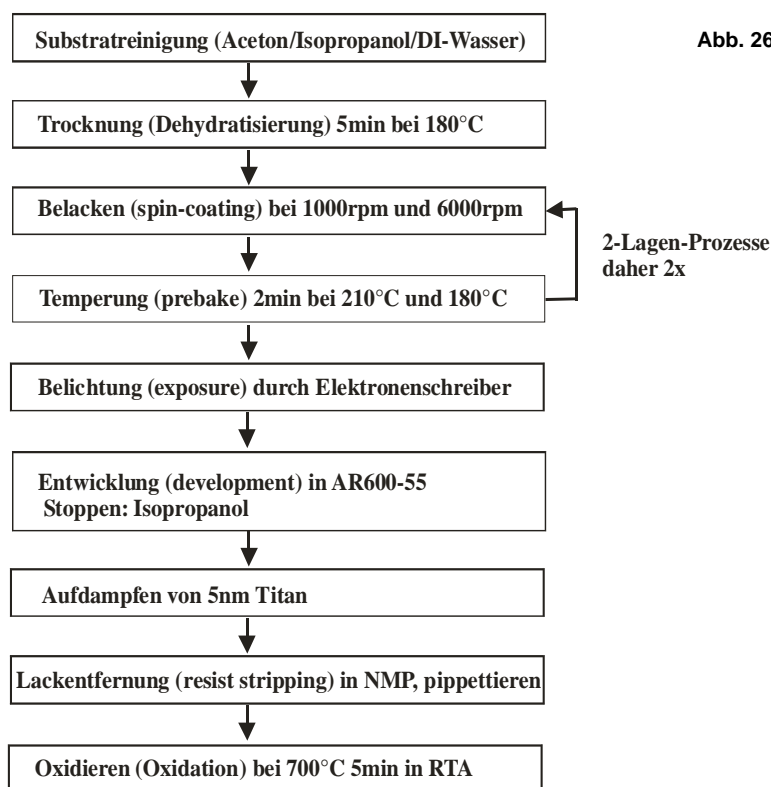 Substratreinigung (Aceton/Isopropanol/DI-Wasser)
Abb. 26
Trocknung (Dehydratisierung) 5min bei 180°C
Belacken (spin-coating) bei 1000rpm und 6000rpm
2-Lagen-Prozesse
daher 2x
Temperung (prebake) 2min bei 210°C und 180°C
Belichtung (exposure) durch Elektronenschreiber
Entwicklung (development) in AR600-55
Stoppen: Isopropanol
Aufdampfen von 5nm Titan
Lackentfernung (resist stripping) in NMP, pippettieren
Oxidieren (Oxidation) bei 700°C 5min in RTA